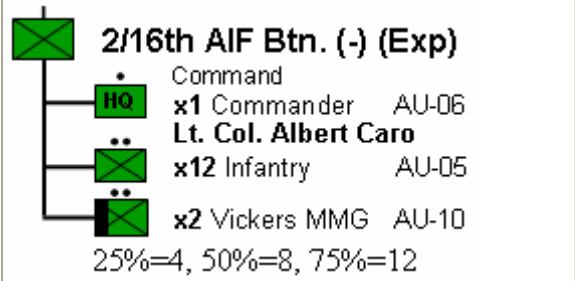 2/16th AIF Btn. (-) (Exp)
Command
HQ x1 Commander AU-06
Lt. Col. Albert Caro
x12 Infantry AU-05
x2 Vickers MMG AU-10
25%=4, 50%=8, 75%=12